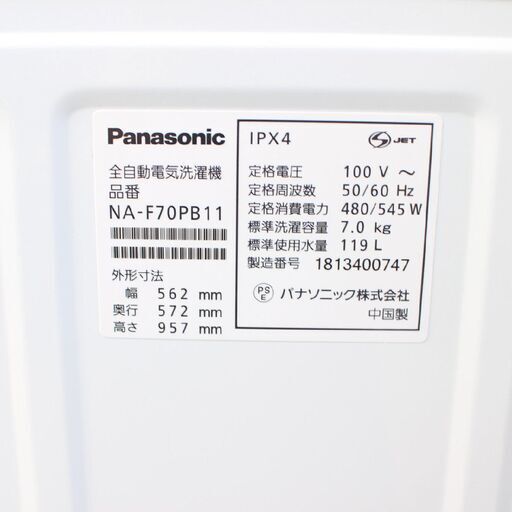 Panasonic
全自動電気洗濯機
品番
NA-F70PB11
外形寸法
幅 562 mm
奥行 572 mm
高さ 957 mm
IPX4
S JET
定格電圧 100 V ～
定格周波数 50/60 Hz
定格消費電力 480/545 W
標準洗濯容量 7.0 kg
標準使用水量 119 L
製造番号 1813400747
PSE パナソニック株式会社
中国製